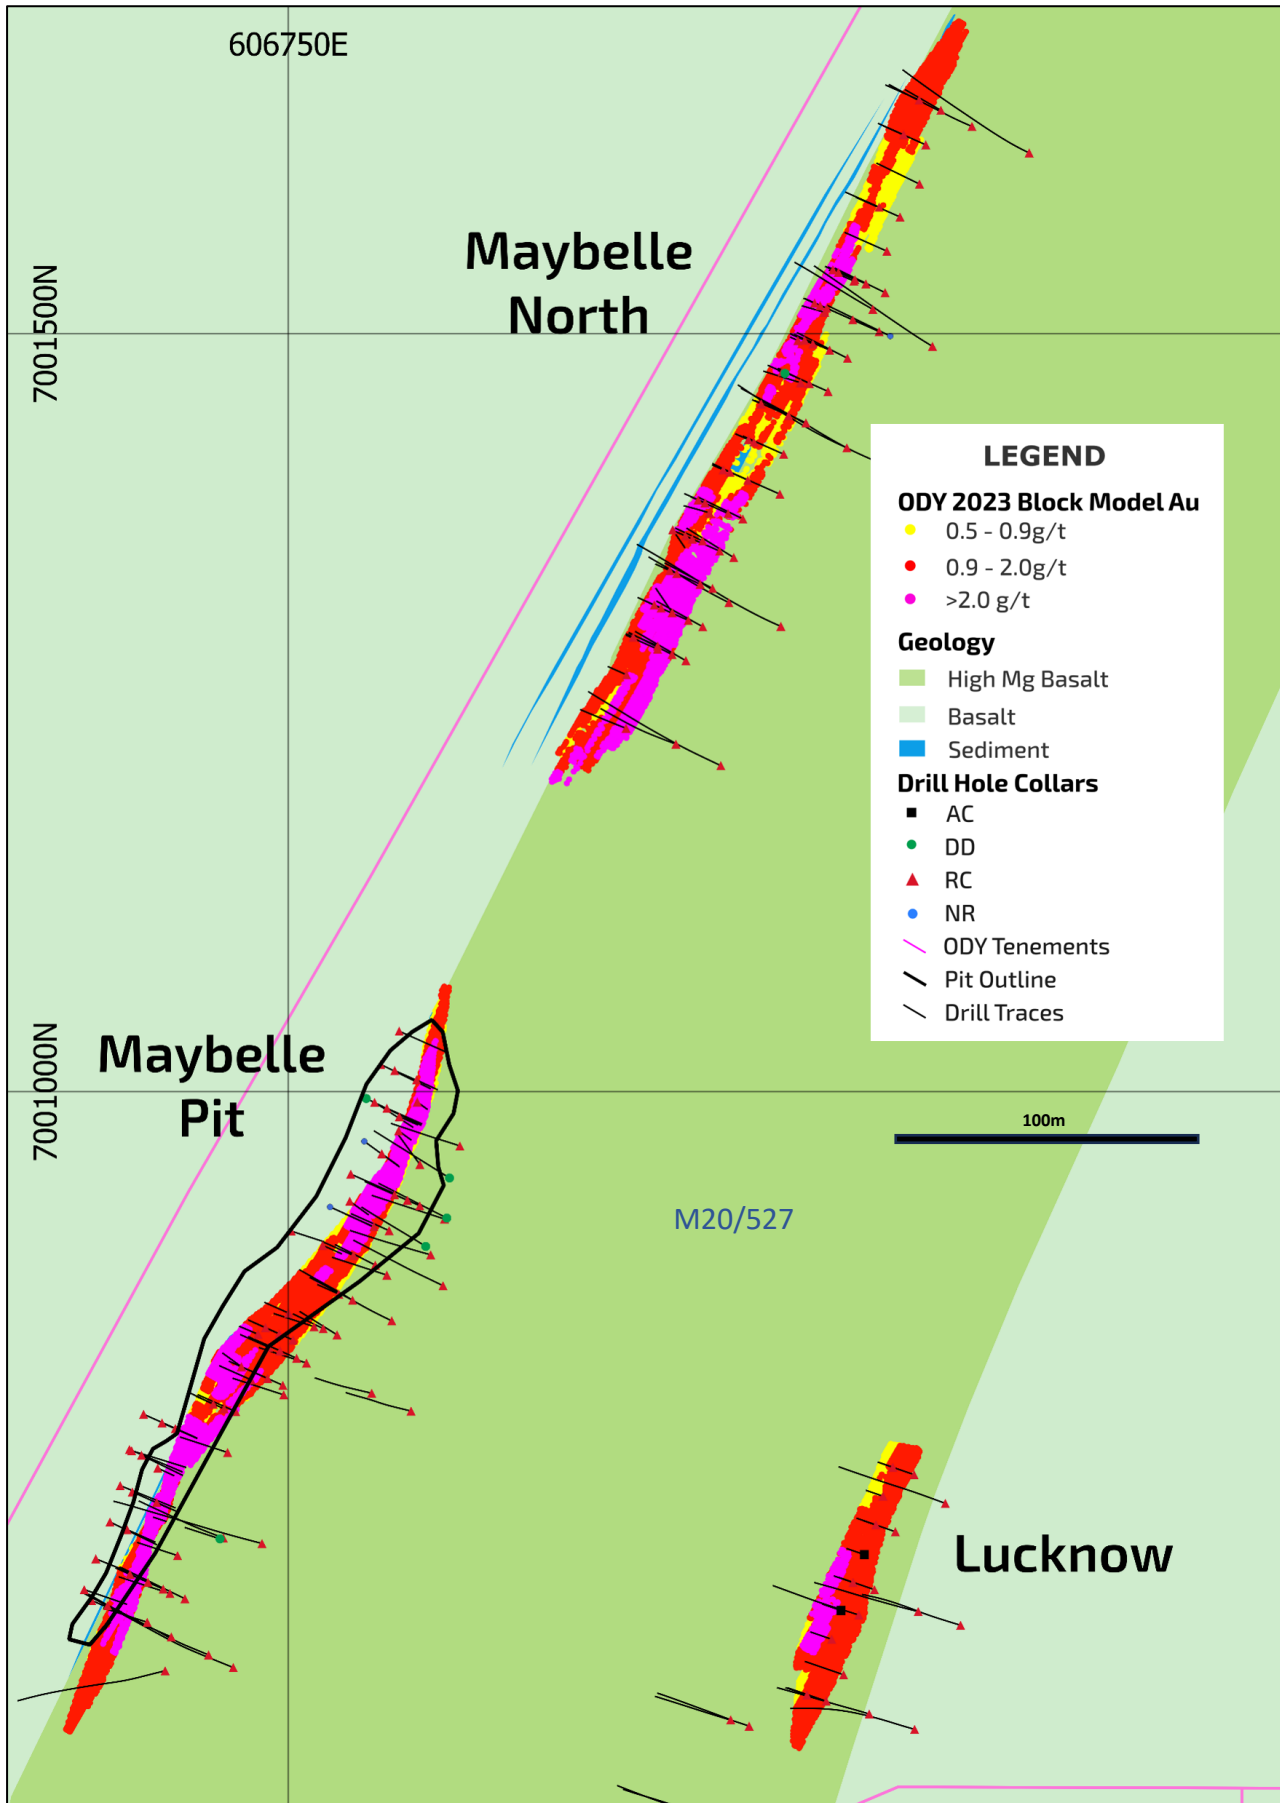 606750E
Maybelle
North
7001500N
LEGEND
ODY 2023 Block Model Au
0.5 - 0.9g/t
0.9 - 2.0g/t
>2.0 g/t
Geology
High Mg Basalt
Basalt
Sediment
Drill Hole Collars
AC
DD
RC
NR
ODY Tenements
Pit Outline
Drill Traces
Maybelle
Pit
7001000N
100m
M20/527
Lucknow